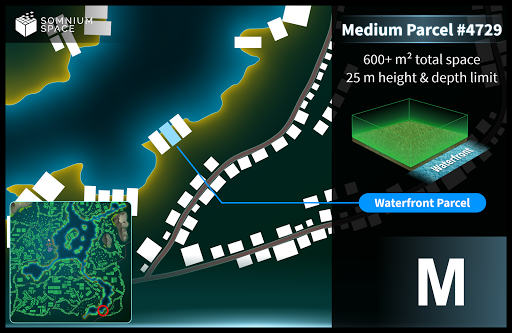 SOMNIUM
SPACE
Medium Parcel #4729
600+ m² total space
25 m height & depth limit
Waterfront
Waterfront Parcel
M